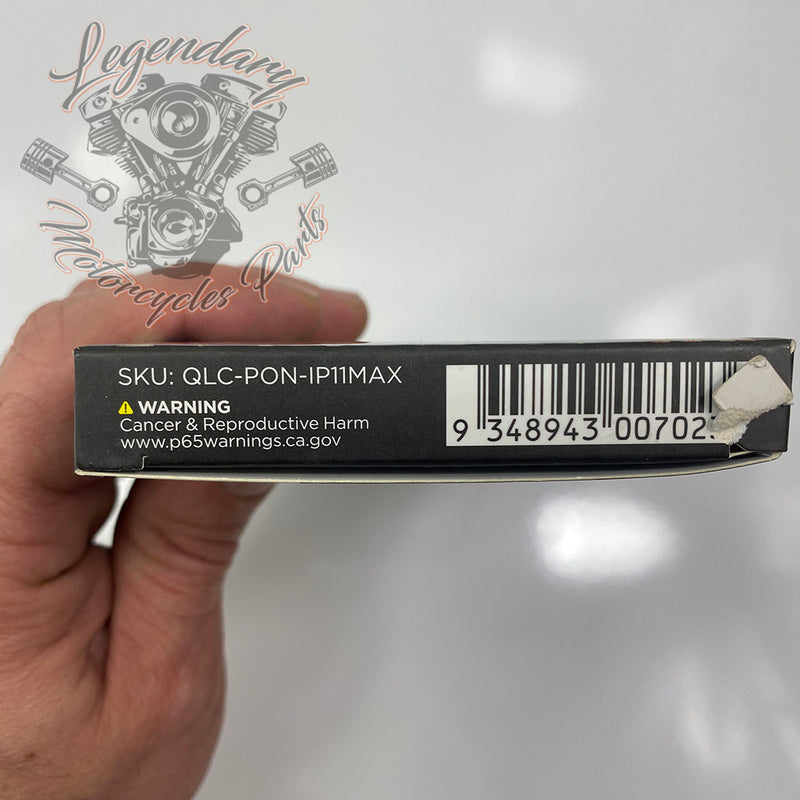 Legendary
Motorcycles Parts
SKU: QLC-PON-IP11MAX
WARNING
Cancer & Reproductive Harm
www.p65warnings.ca.gov
9 348943 00702